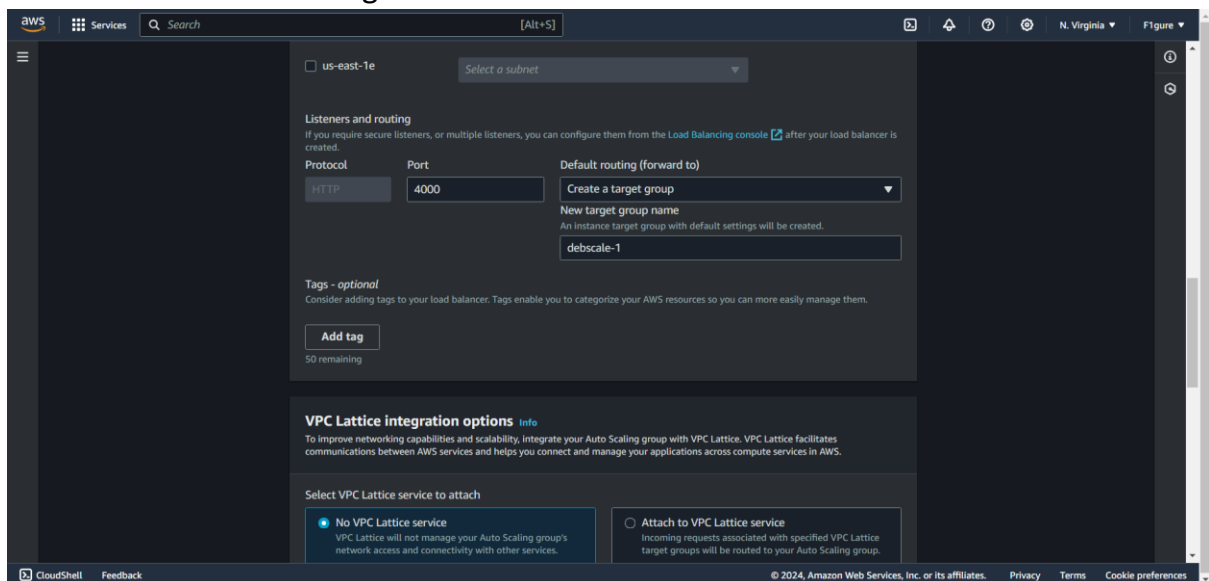 aws
Services
Search
[Alt+S]
N. Virginia
F1gure
us-east-1e
Select a subnet
Listeners and routing
If you require secure listeners, or multiple listeners, you can configure them from the Load Balancing console after your load balancer is
created.
Protocol
Port
Default routing (forward to)
HTTP
4000
Create a target group
New target group name
An instance target group with default settings will be created.
debscale-1
Tags - optional
Consider adding tags to your load balancer. Tags enable you to categorize your AWS resources so you can more easily manage them.
Add tag
50 remaining
VPC Lattice integration options Info
To improve networking capabilities and scalability, integrate your Auto Scaling group with VPC Lattice. VPC Lattice facilitates
communications between AWS services and helps you connect and manage your applications across compute services in AWS.
Select VPC Lattice service to attach
No VPC Lattice service
VPC Lattice will not manage your Auto Scaling group's
network access and connectivity with other services.
Attach to VPC Lattice service
Incoming requests associated with specified VPC Lattice
target groups will be routed to your Auto Scaling group.
CloudShell
Feedback
© 2024, Amazon Web Services, Inc. or its affiliates.
Privacy
Terms
Cookie preferences